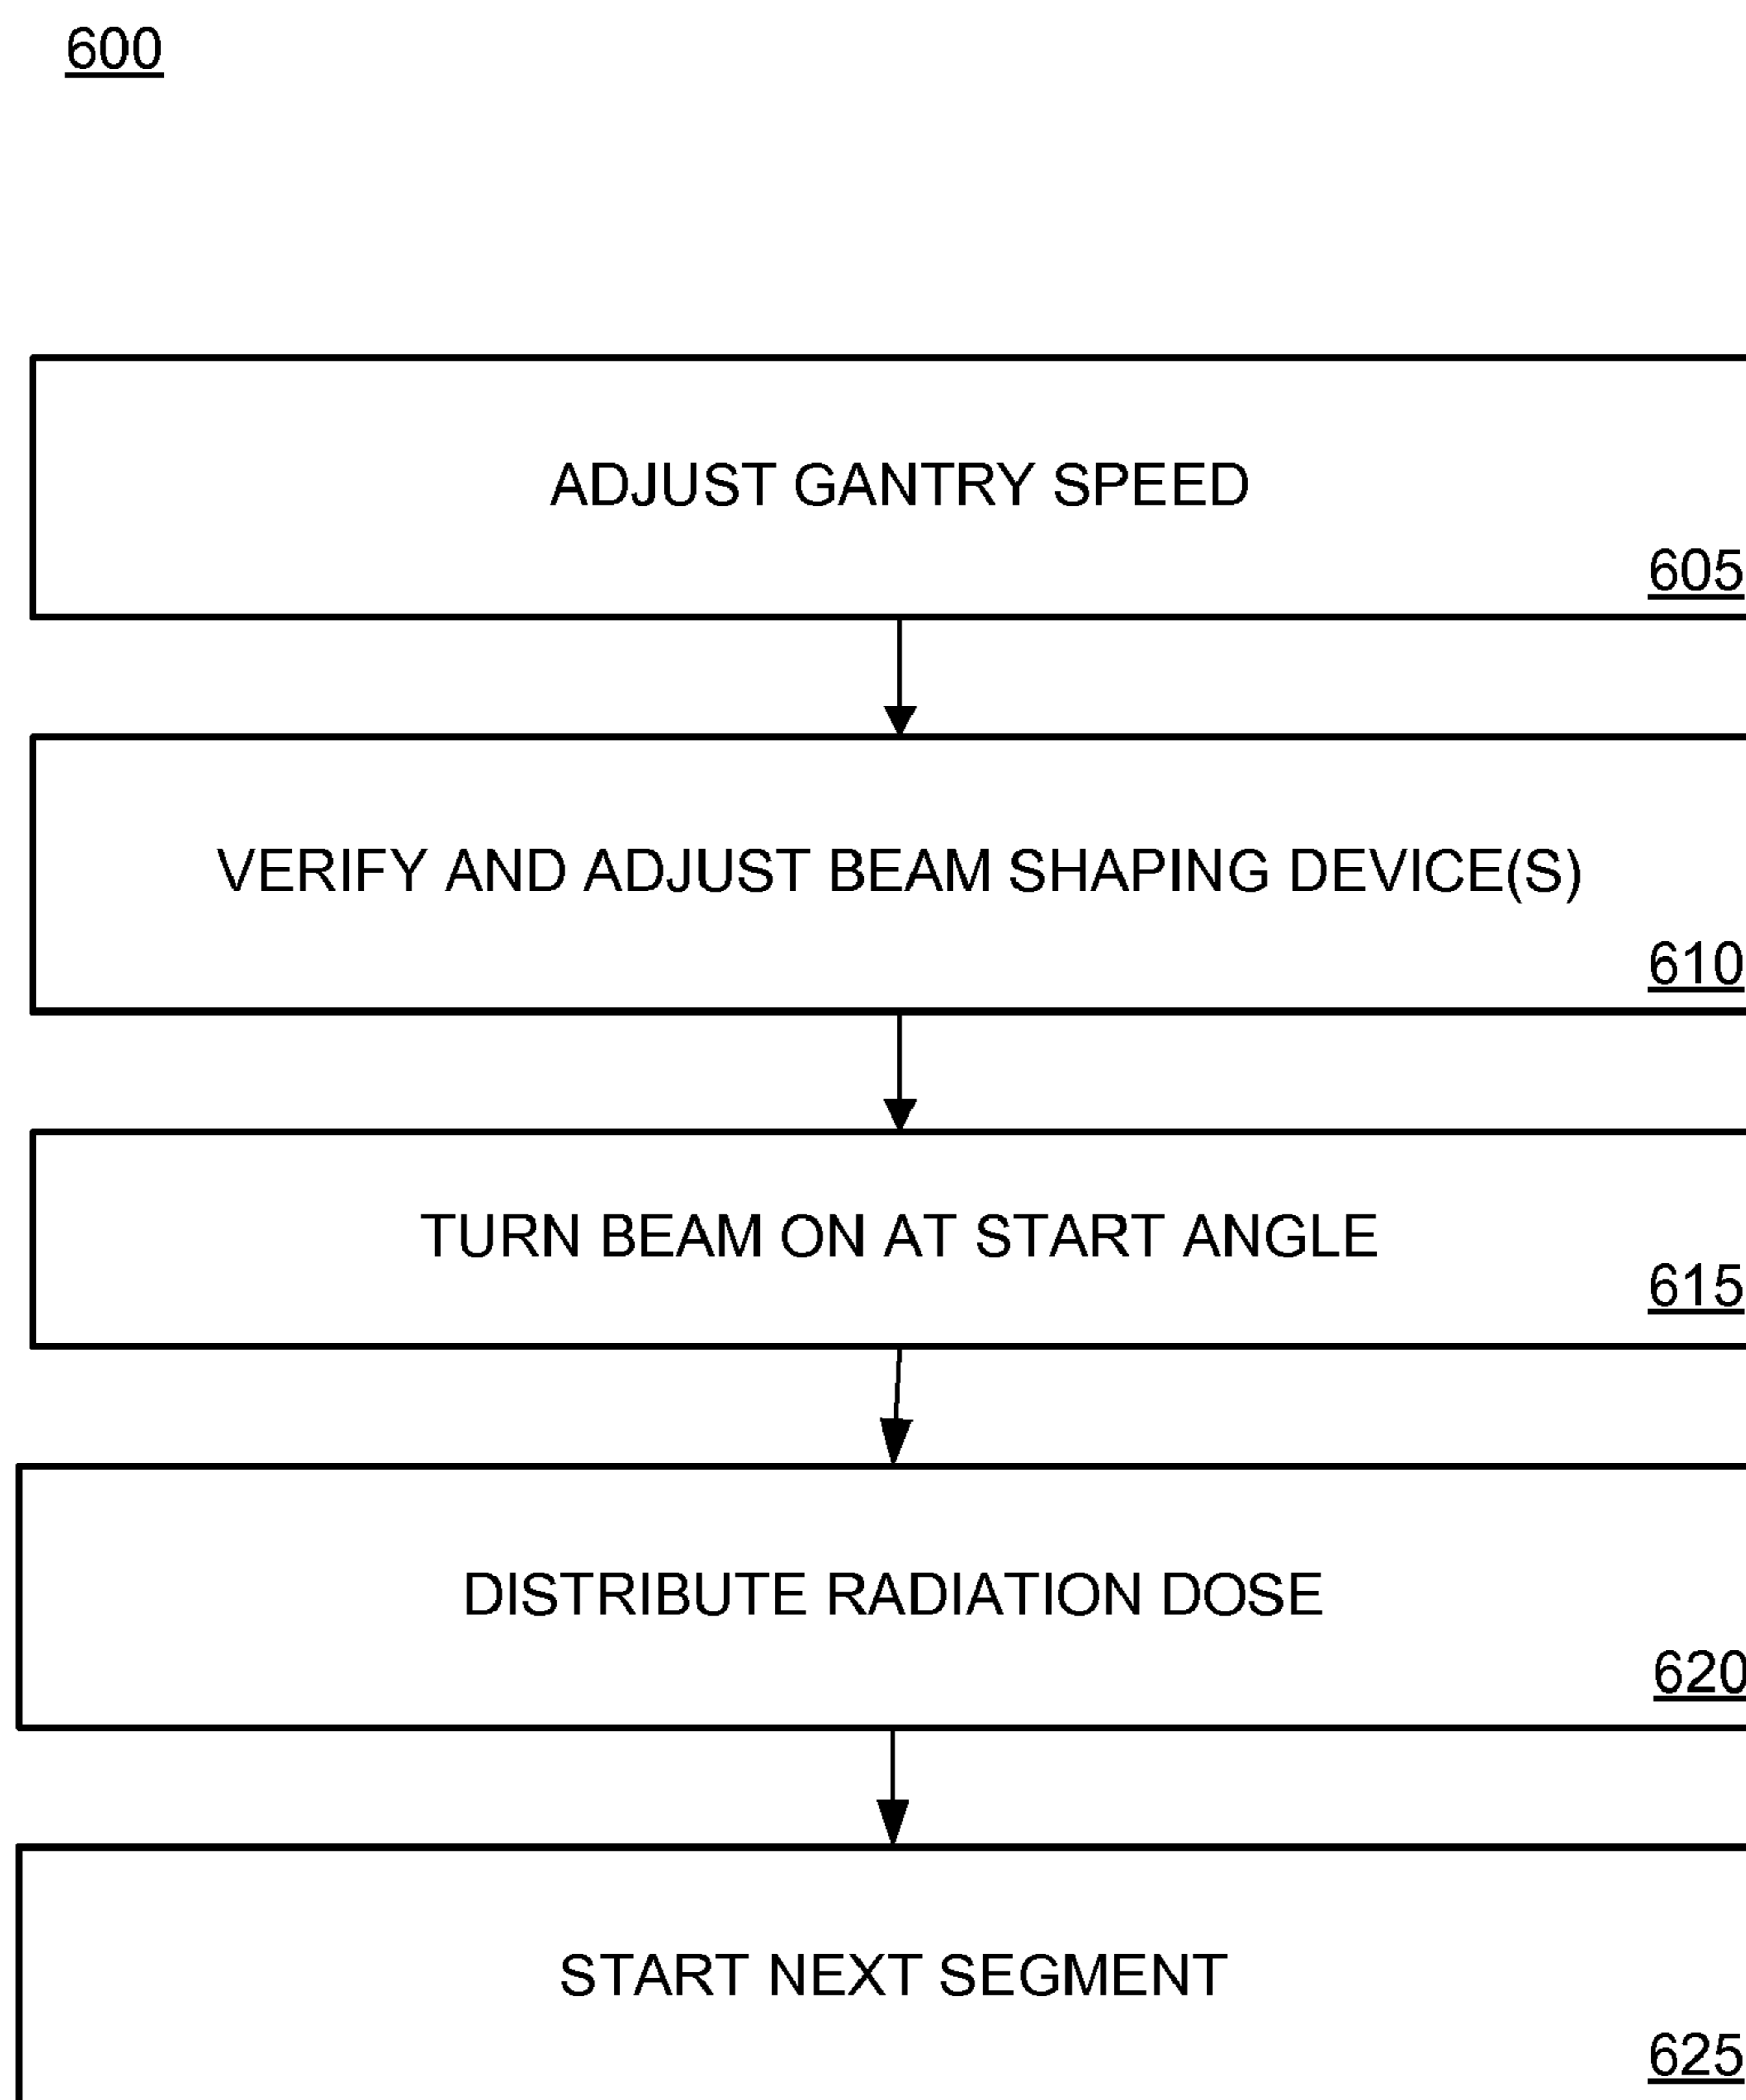 600
ADJUST GANTRY SPEED
605
VERIFY AND ADJUST BEAM SHAPING DEVICE(S)
610
TURN BEAM ON AT START ANGLE
615
DISTRIBUTE RADIATION DOSE
620
START NEXT SEGMENT
625